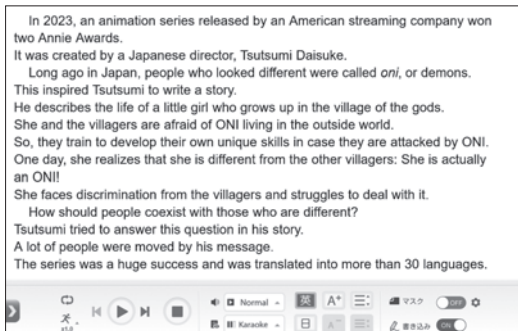 In 2023, an animation series released by an American streaming company won
two Annie Awards.
It was created by a Japanese director, Tsutsumi Daisuke.
Long ago in Japan, people who looked different were called oni, or demons.
This inspired Tsutsumi to write a story.
He describes the life of a little girl who grows up in the village of the gods.
She and the villagers are afraid of ONI living in the outside world.
So, they train to develop their own unique skills in case they are attacked by ONI.
One day, she realizes that she is different from the other villagers: She is actually
an ONI!
She faces discrimination from the villagers and struggles to deal with it.
How should people coexist with those who are different?
Tsutsumi tried to answer this question in his story.
A lot of people were moved by his message.
The series was a huge success and was translated into more than 30 languages.
Normal 英 A+ マスク OFF
x1.0 Karaoke 日 A- 書き込み ON